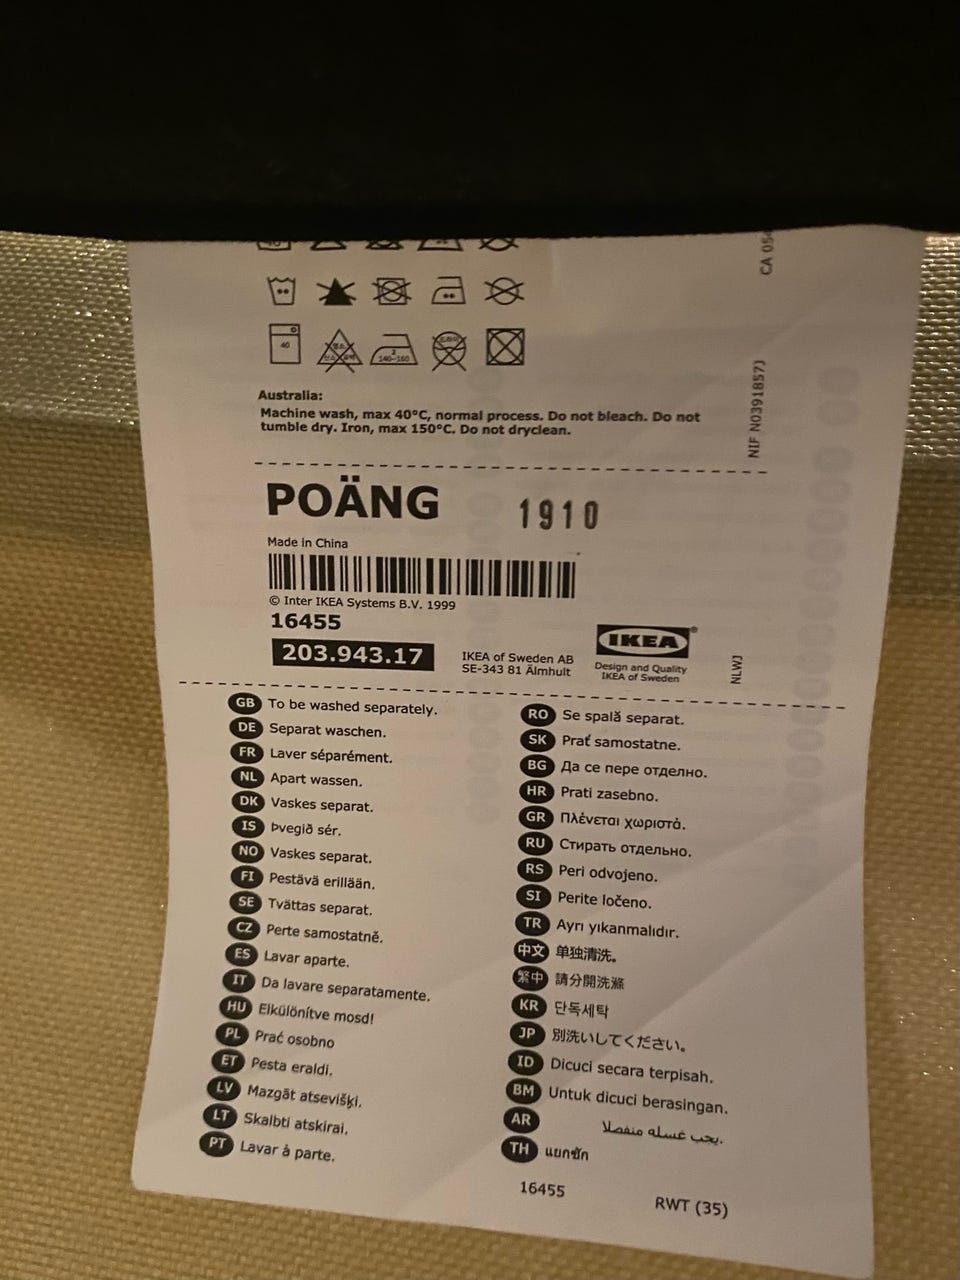 CA 05
NIF N0391857J
40
140-160
Australia:
Machine wash, max 40°C, normal process. Do not bleach. Do not
tumble dry. Iron, max 150°C. Do not dryclean.
POÄNG 1910
Made in China
© Inter IKEA Systems B.V. 1999
16455
203.943.17
IKEA of Sweden AB
SE-343 81 Älmhult
IKEA®
Design and Quality
IKEA of Sweden
NLWJ
GB To be washed separately.
DE Separat waschen.
FR Laver séparément.
NL Apart wassen.
DK Vaskes separat.
IS Þvegið sér.
NO Vaskes separat.
FI Pestävä erillään.
SE Tvättas separat.
CZ Perte samostatně.
ES Lavar aparte.
IT Da lavare separatamente.
HU Elkülönítve mosd!
PL Prać osobno
ET Pesta eraldi.
LV Mazgāt atsevišķi.
LT Skalbti atskirai.
PT Lavar à parte.
RO Se spală separat.
SK Prať samostatne.
BG Да се пере отделно.
HR Prati zasebno.
GR Πλένεται χωριστά.
RU Стирать отдельно.
RS Peri odvojeno.
SI Perite ločeno.
TR Ayrı yıkanmalıdır.
中文 单独清洗。
繁中 請分開洗滌
KR 단독세탁
JP 別洗いしてください。
ID Dicuci secara terpisah.
BM Untuk dicuci berasingan.
AR يجب غسله منفصلا.
TH แยกซัก
16455
RWT (35)